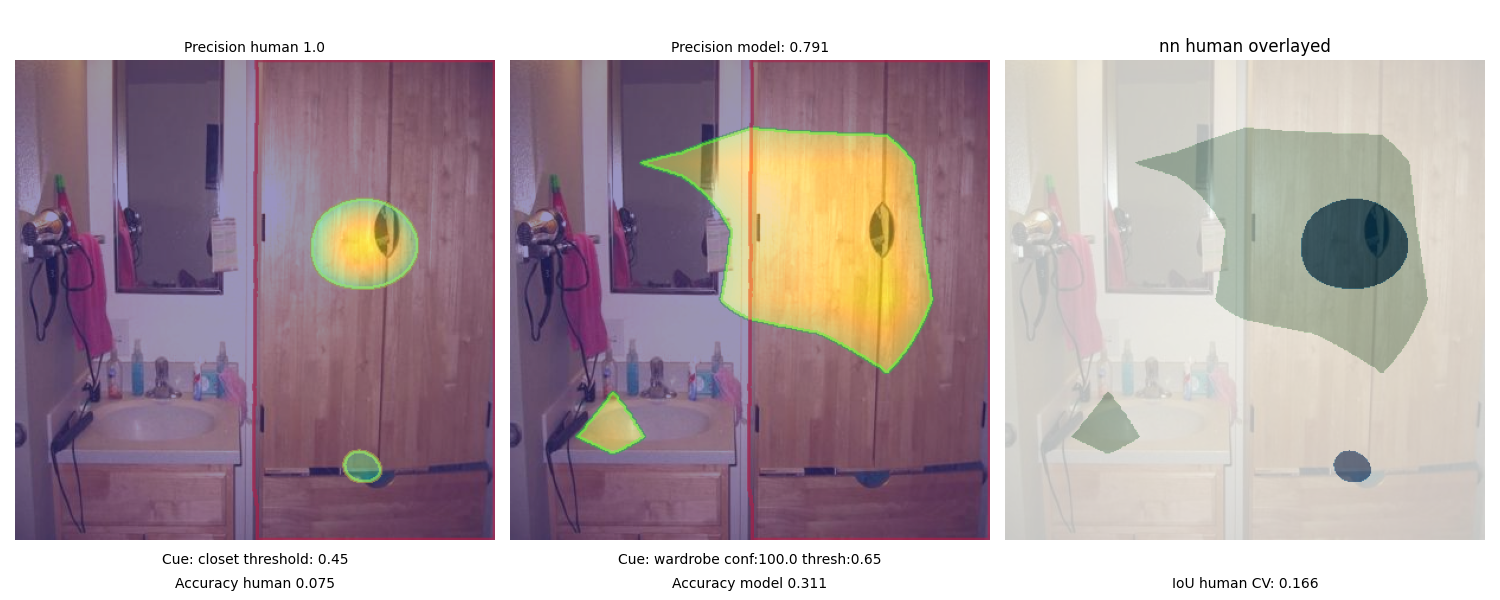 Precision human 1.0
Precision model: 0.791
nn human overlayed
Cue: closet threshold: 0.45
Cue: wardrobe conf:100.0 thresh:0.65
Accuracy human 0.075
Accuracy model 0.311
IoU human CV: 0.166